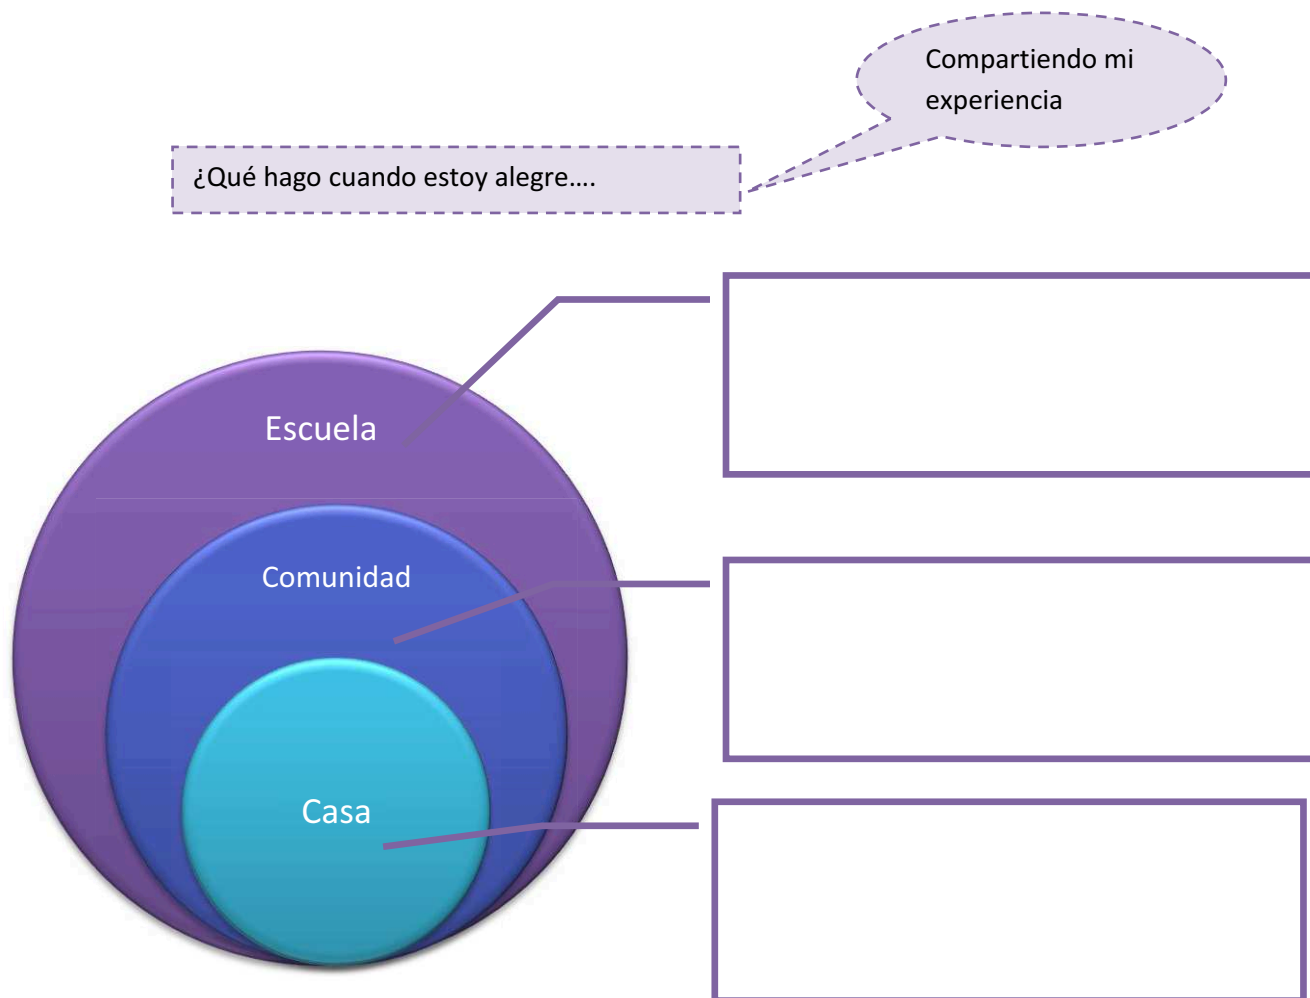 Compartiendo mi
experiencia
¿Qué hago cuando estoy alegre….
Escuela
Comunidad
Casa